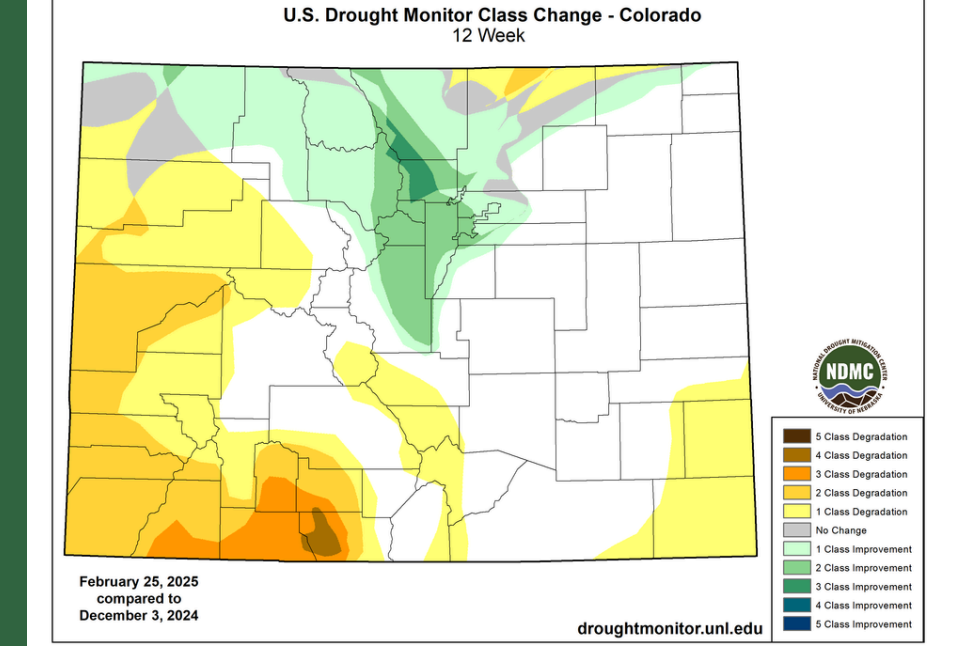 U.S. Drought Monitor Class Change - Colorado
12 Week
NATIONAL DROUGHT MITIGATION CENTER
NDMC
UNIVERSITY OF NEBRASKA
5 Class Degradation
4 Class Degradation
3 Class Degradation
2 Class Degradation
1 Class Degradation
No Change
1 Class Improvement
2 Class Improvement
3 Class Improvement
4 Class Improvement
5 Class Improvement
February 25, 2025
compared to
December 3, 2024
droughtmonitor.unl.edu